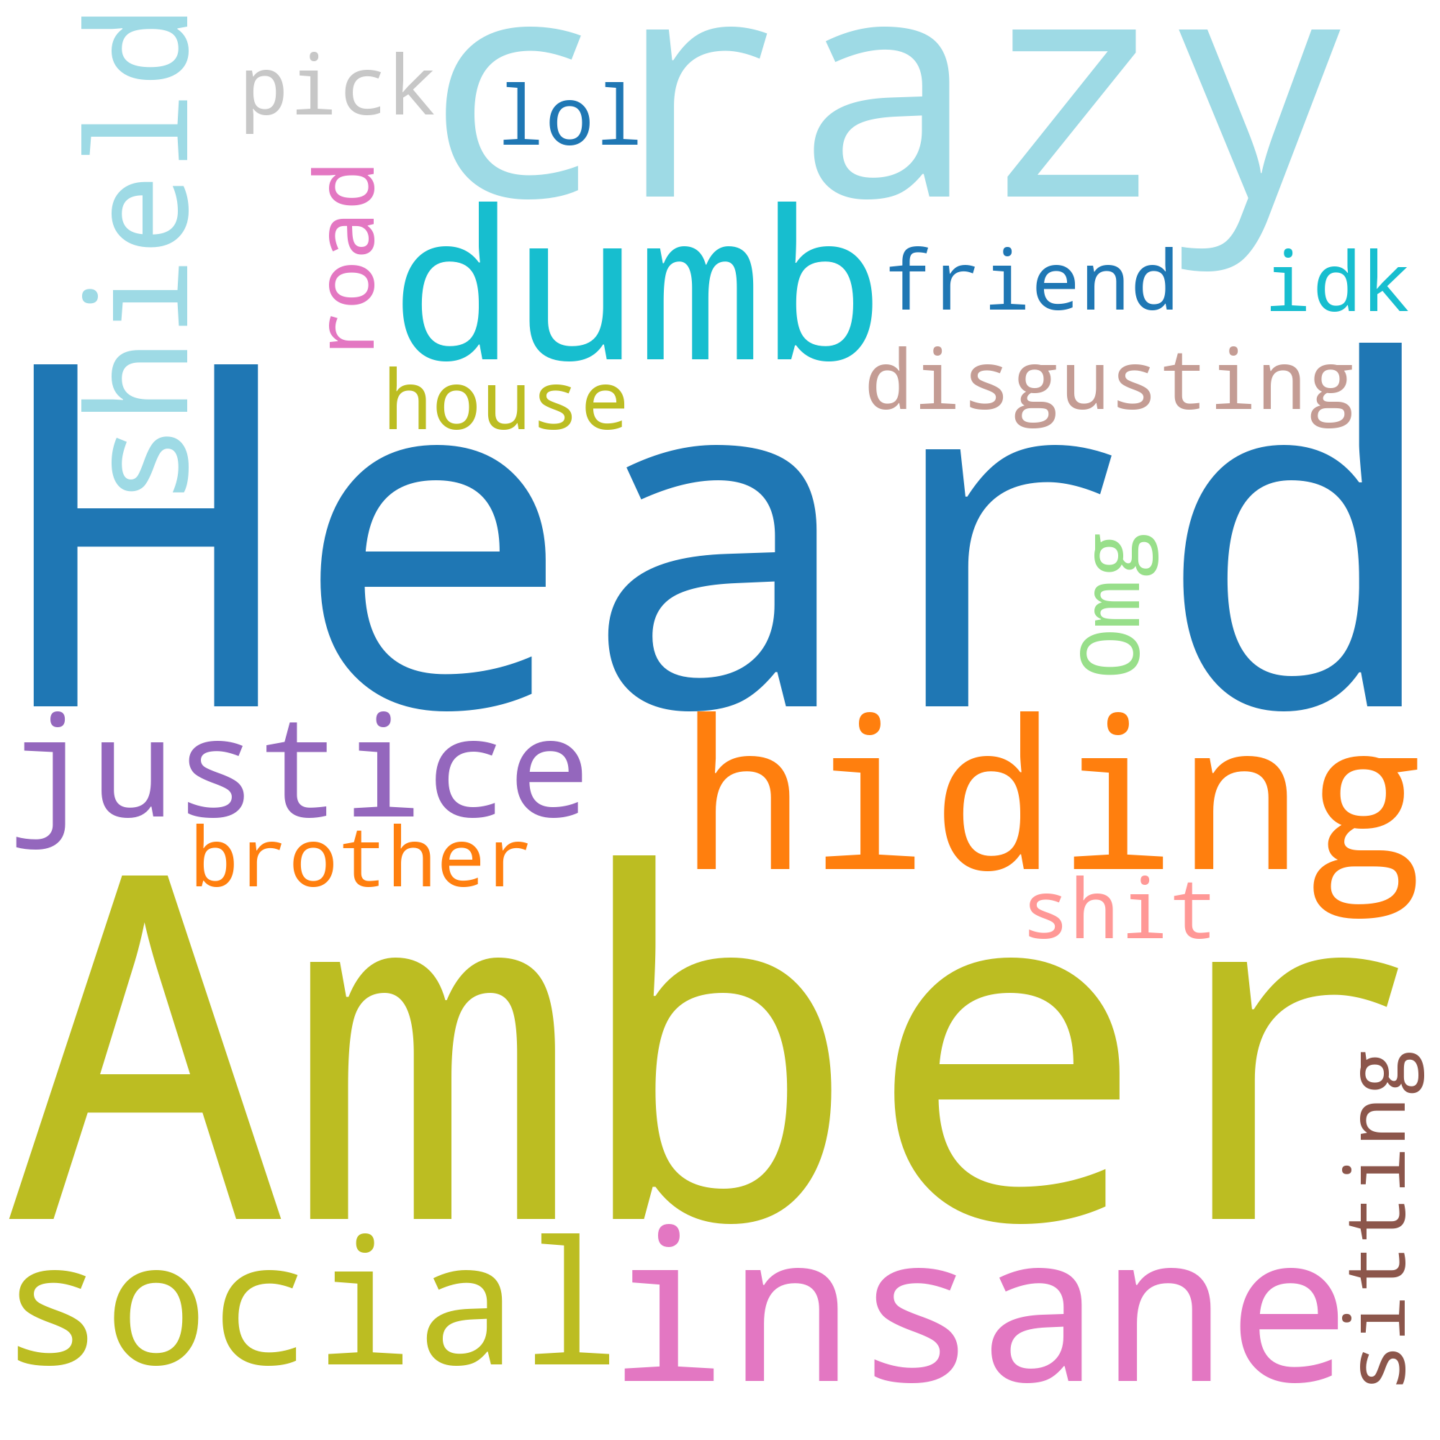 crazy
shield
pick
lol
road
dumb
friend
idk
disgusting
house
Heard
Omg
justice
hiding
brother
shit
Amber
sitting
social
insane